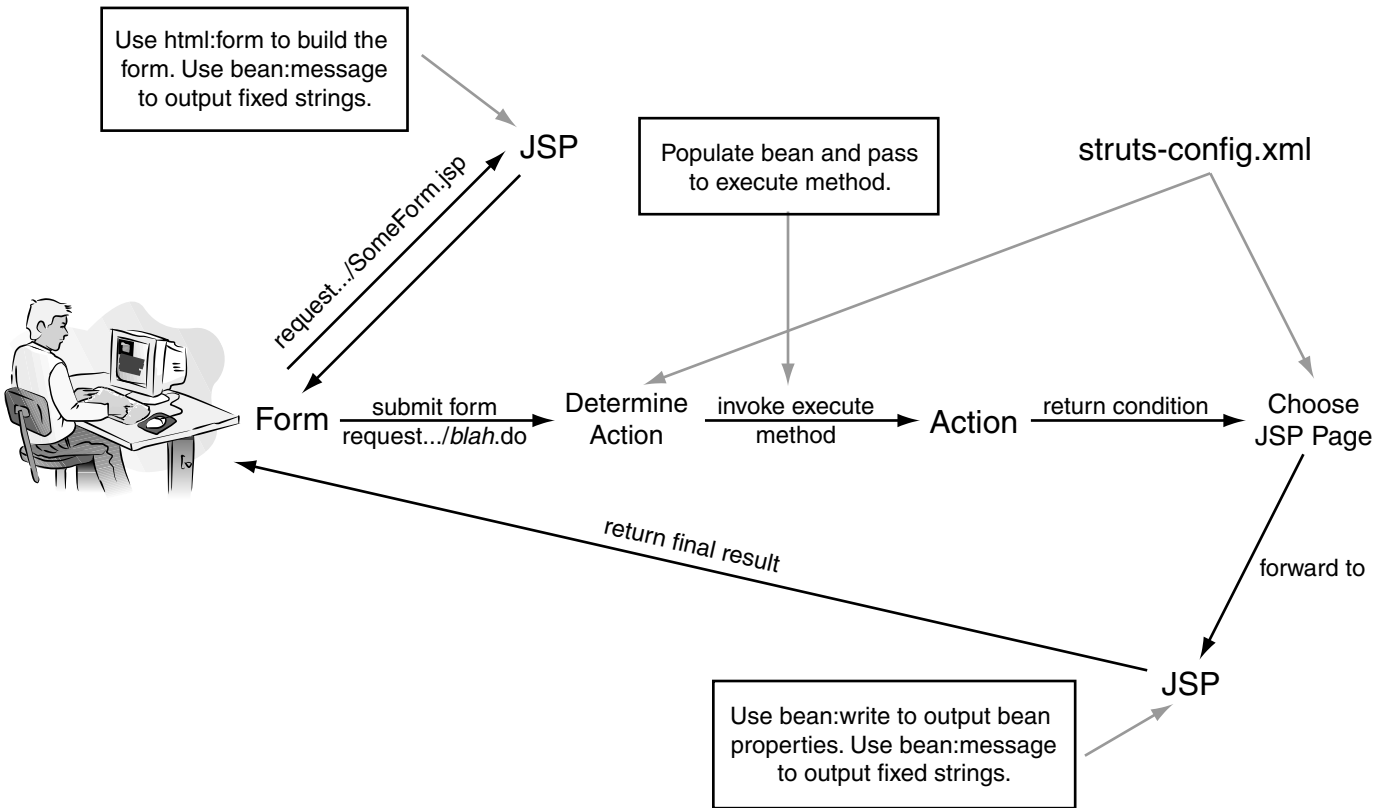 Use html:form to build the
form. Use bean:message
to output fixed strings.
JSP
Populate bean and pass
to execute method.
struts-config.xml
request.../SomeForm.jsp
Form
submit form
request.../blah.do
Determine
Action
invoke execute
method
Action
return condition
Choose
JSP Page
return final result
forward to
JSP
Use bean:write to output bean
properties. Use bean:message
to output fixed strings.